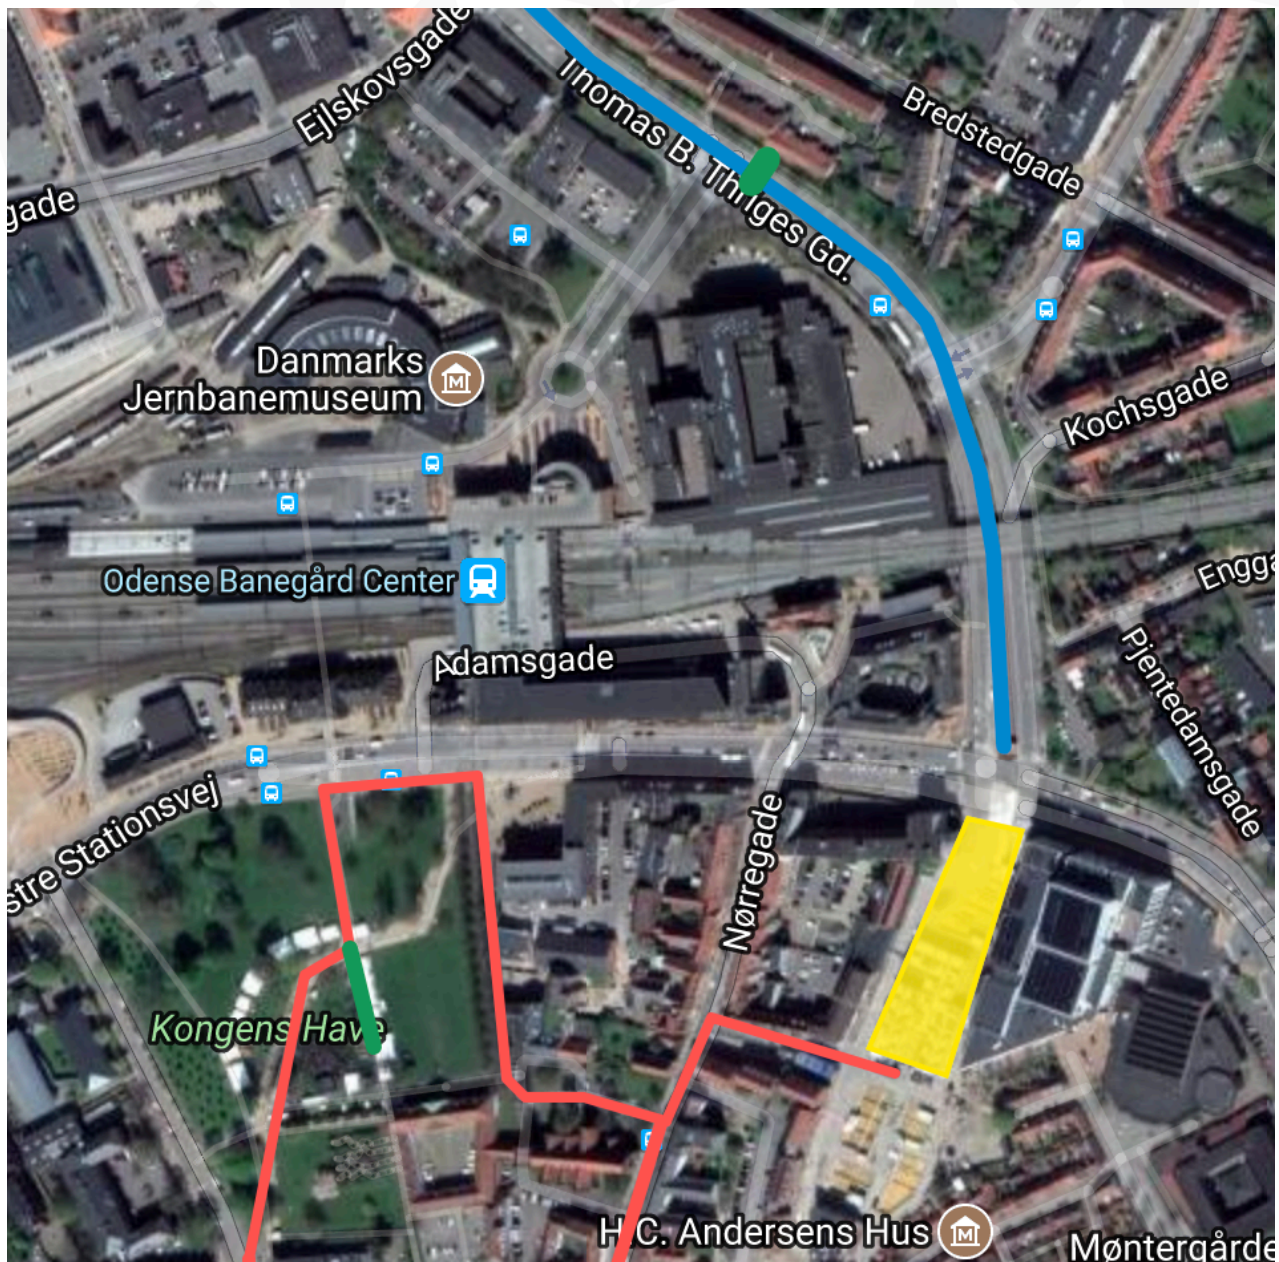 Ejlskovsgade
Thomas B. Thriges Gd.
Bredstedgade
gade
Danmarks
Jernbanemuseum
M
Kochsgade
Odense Banegård Center
Engga
Adamsgade
Pjentedamsgade
stre Stationsvej
Nørregade
Kongens Have
H.C. Andersens Hus
M
Møntergårde